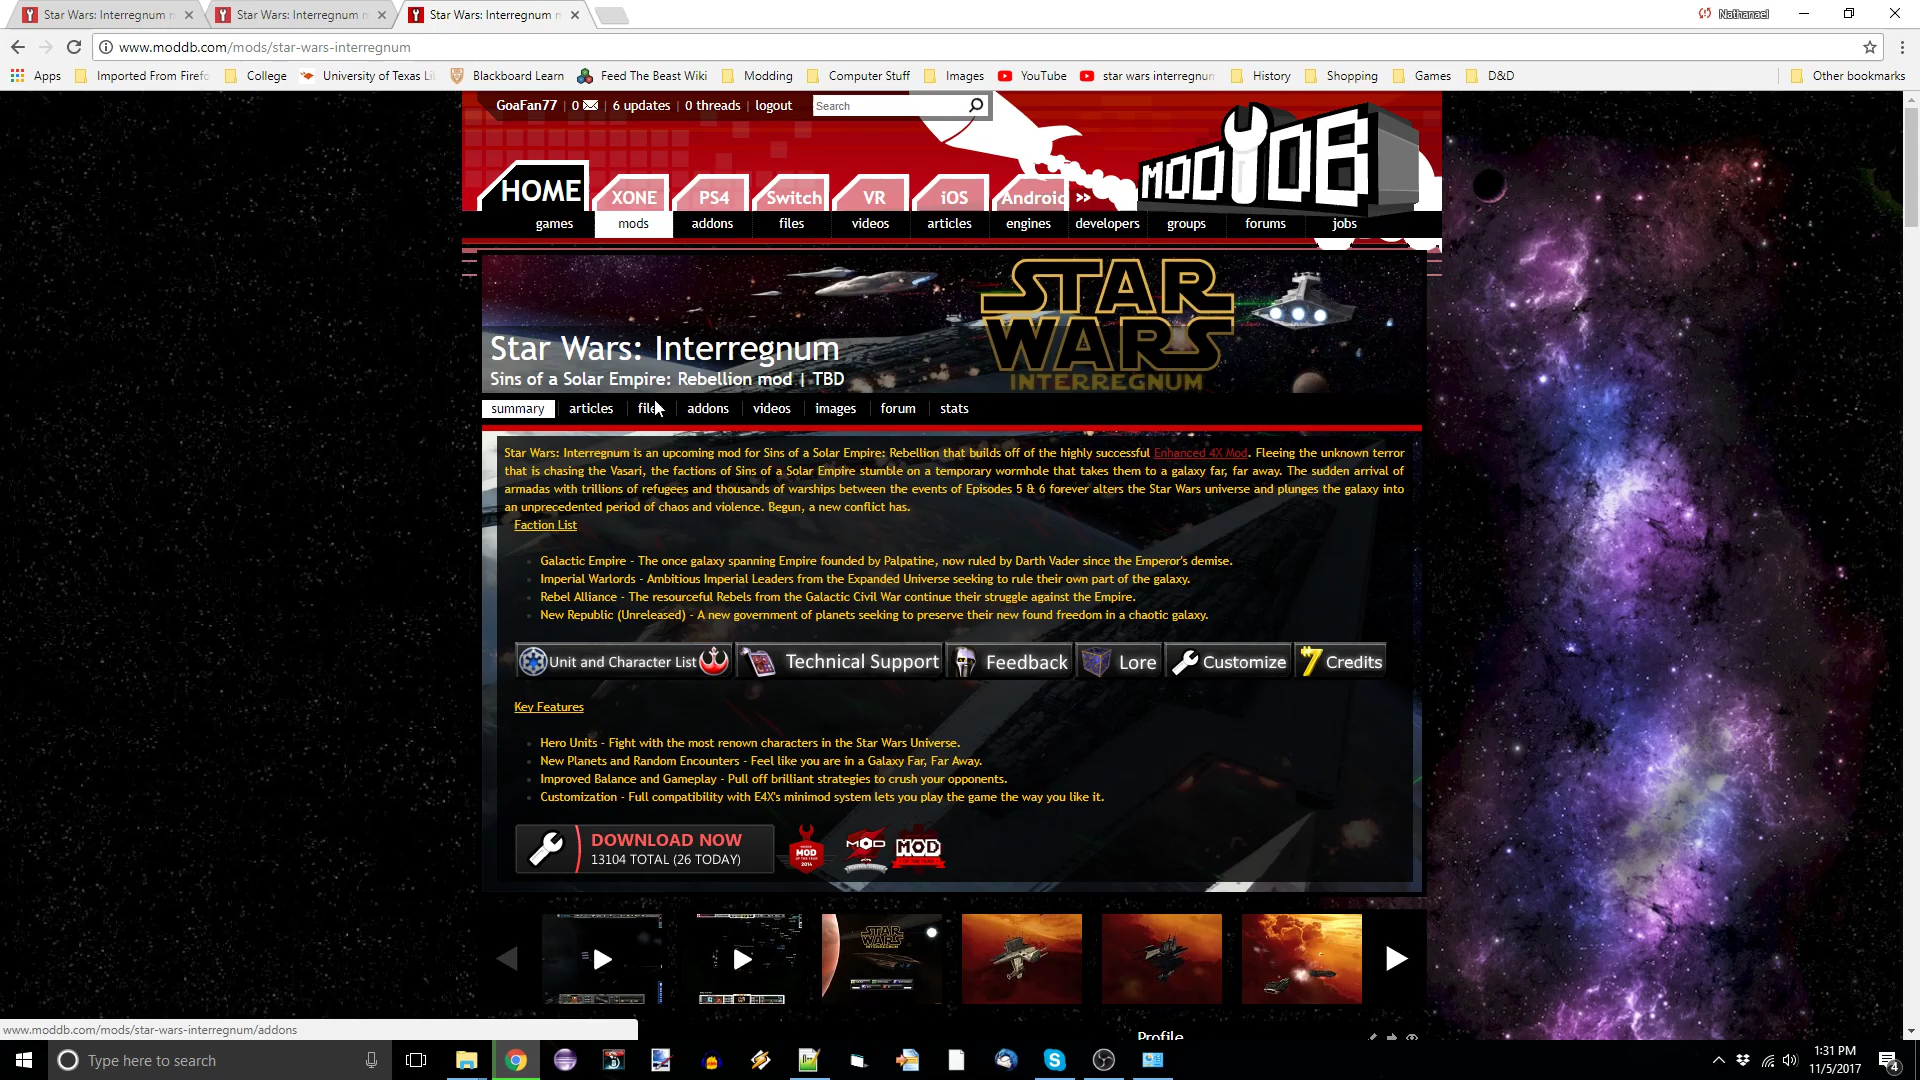 Star Wars: Interregnum
Star Wars: Interregnum
Star Wars: Interregnum
Nathanael
www.moddb.com/mods/star-wars-interregnum
Apps
Imported From Firefo
College
University of Texas Li
Blackboard Learn
Feed The Beast Wiki
Modding
Computer Stuff
Images
YouTube
star wars interregnum
History
Shopping
Games
D&D
Other bookmarks
GoaFan77 | 0 | 6 updates | 0 threads | logout
Search
MOD DB
HOME XONE PS4 Switch VR iOS Android »
games mods addons files videos articles engines developers groups forums jobs
STAR
WARS
INTERREGNUM
Star Wars: Interregnum
Sins of a Solar Empire: Rebellion mod | TBD
summary articles files addons videos images forum stats
Star Wars: Interregnum is an upcoming mod for Sins of a Solar Empire: Rebellion that builds off of the highly successful Enhanced 4X Mod. Fleeing the unknown terror
that is chasing the Vasari, the factions of Sins of a Solar Empire stumble on a temporary wormhole that takes them to a galaxy far, far away. The sudden arrival of
armadas with trillions of refugees and thousands of warships between the events of Episodes 5 & 6 forever alters the Star Wars universe and plunges the galaxy into
an unprecedented period of chaos and violence. Begun, a new conflict has.
Faction List
Galactic Empire - The once galaxy spanning Empire founded by Palpatine, now ruled by Darth Vader since the Emperor's demise.
Imperial Warlords - Ambitious Imperial Leaders from the Expanded Universe seeking to rule their own part of the galaxy.
Rebel Alliance - The resourceful Rebels from the Galactic Civil War continue their struggle against the Empire.
New Republic (Unreleased) - A new government of planets seeking to preserve their new found freedom in a chaotic galaxy.
Unit and Character List
Technical Support
Feedback
Lore
Customize
Credits
Key Features
Hero Units - Fight with the most renown characters in the Star Wars Universe.
New Planets and Random Encounters - Feel like you are in a Galaxy Far, Far Away.
Improved Balance and Gameplay - Pull off brilliant strategies to crush your opponents.
Customization - Full compatibility with E4X's minimod system lets you play the game the way you like it.
DOWNLOAD NOW
13104 TOTAL (26 TODAY)
MOD
MOD
MOD
STAR
WARS
Profile
www.moddb.com/mods/star-wars-interregnum/addons
Type here to search
1:31 PM
11/5/2017
4